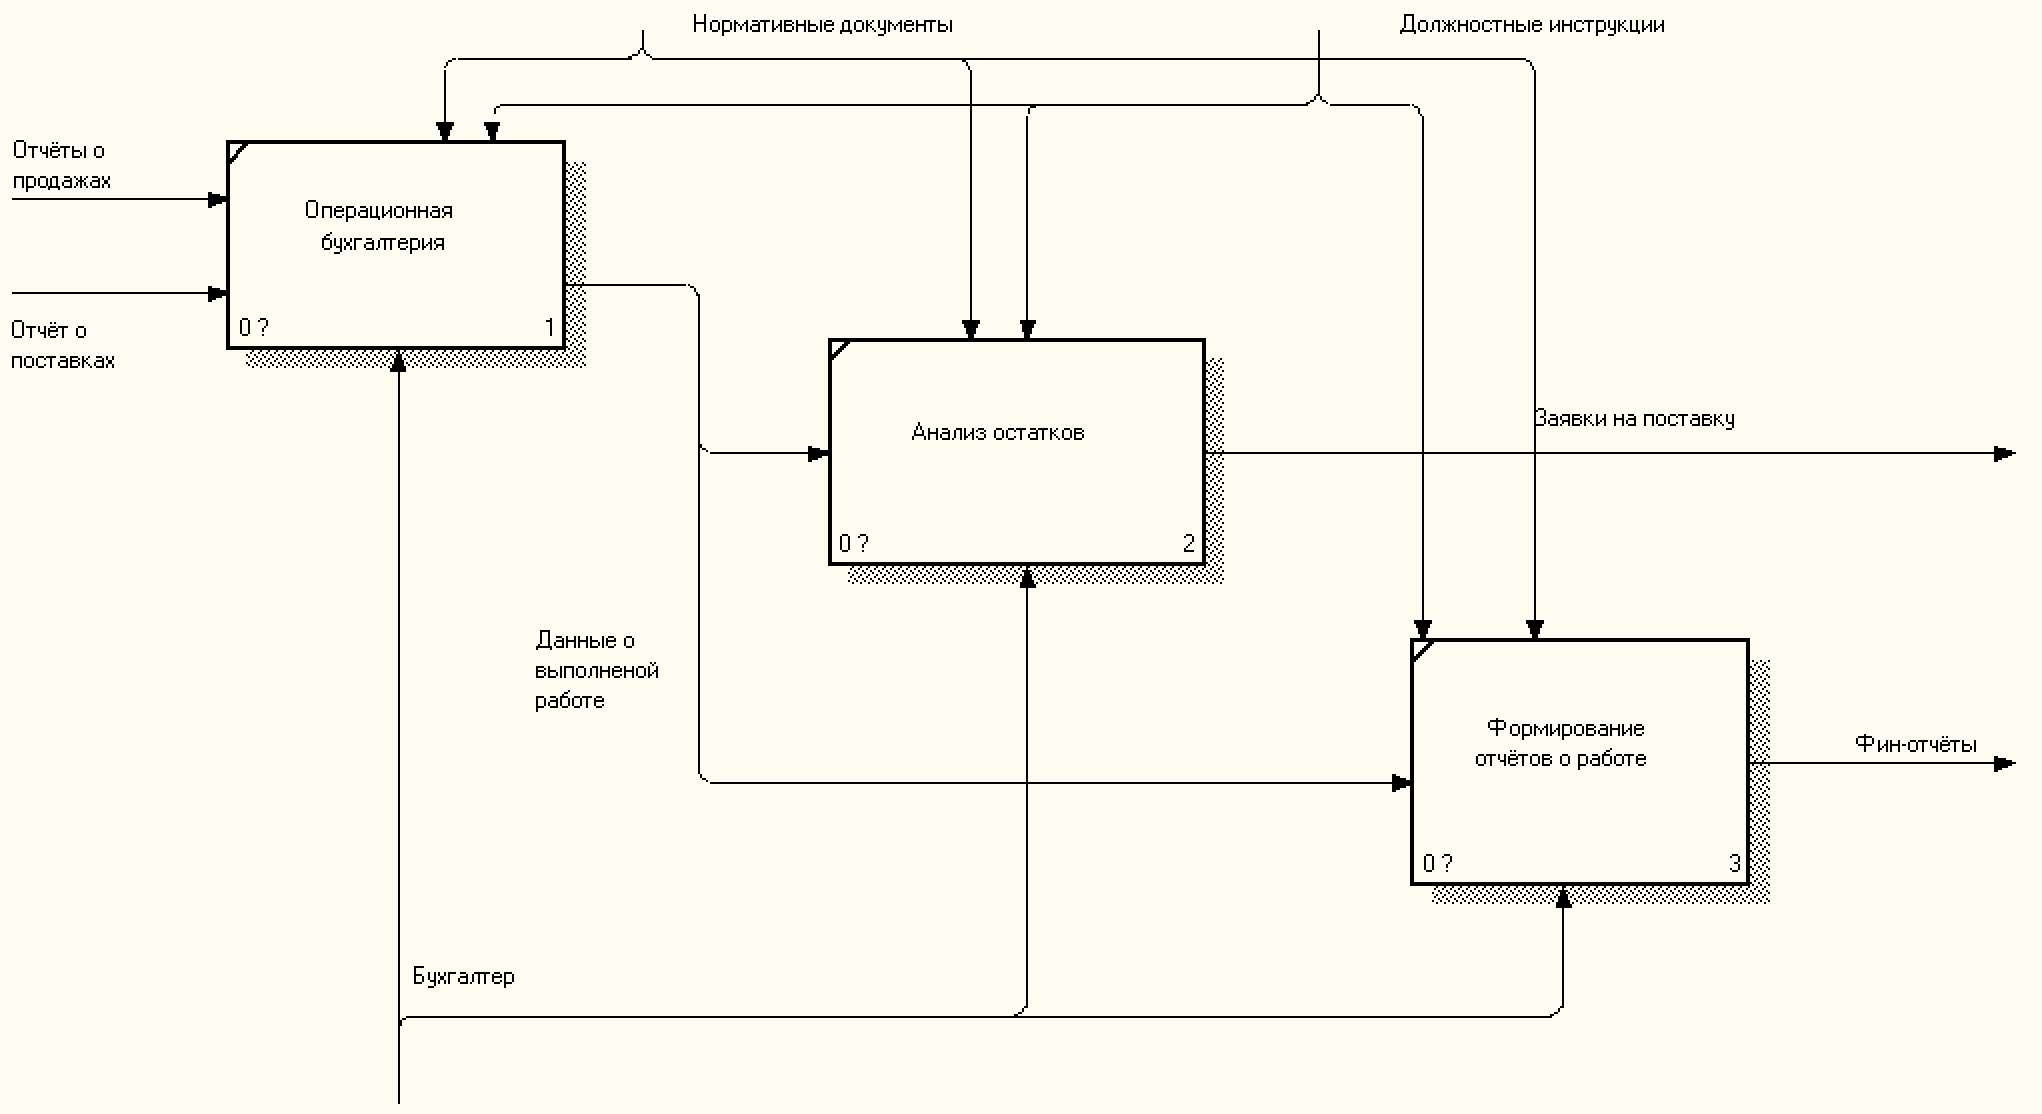 Нормативные документы
Должностные инструкции
Отчёты о
продажах
Операционная
бухгалтерия
0 ?
1
Отчёт о
поставках
Анализ остатков
0 ?
2
Заявки на поставку
Данные о
выполненой
работе
Формирование
отчётов о работе
0 ?
3
Фин-отчёты
Бухгалтер